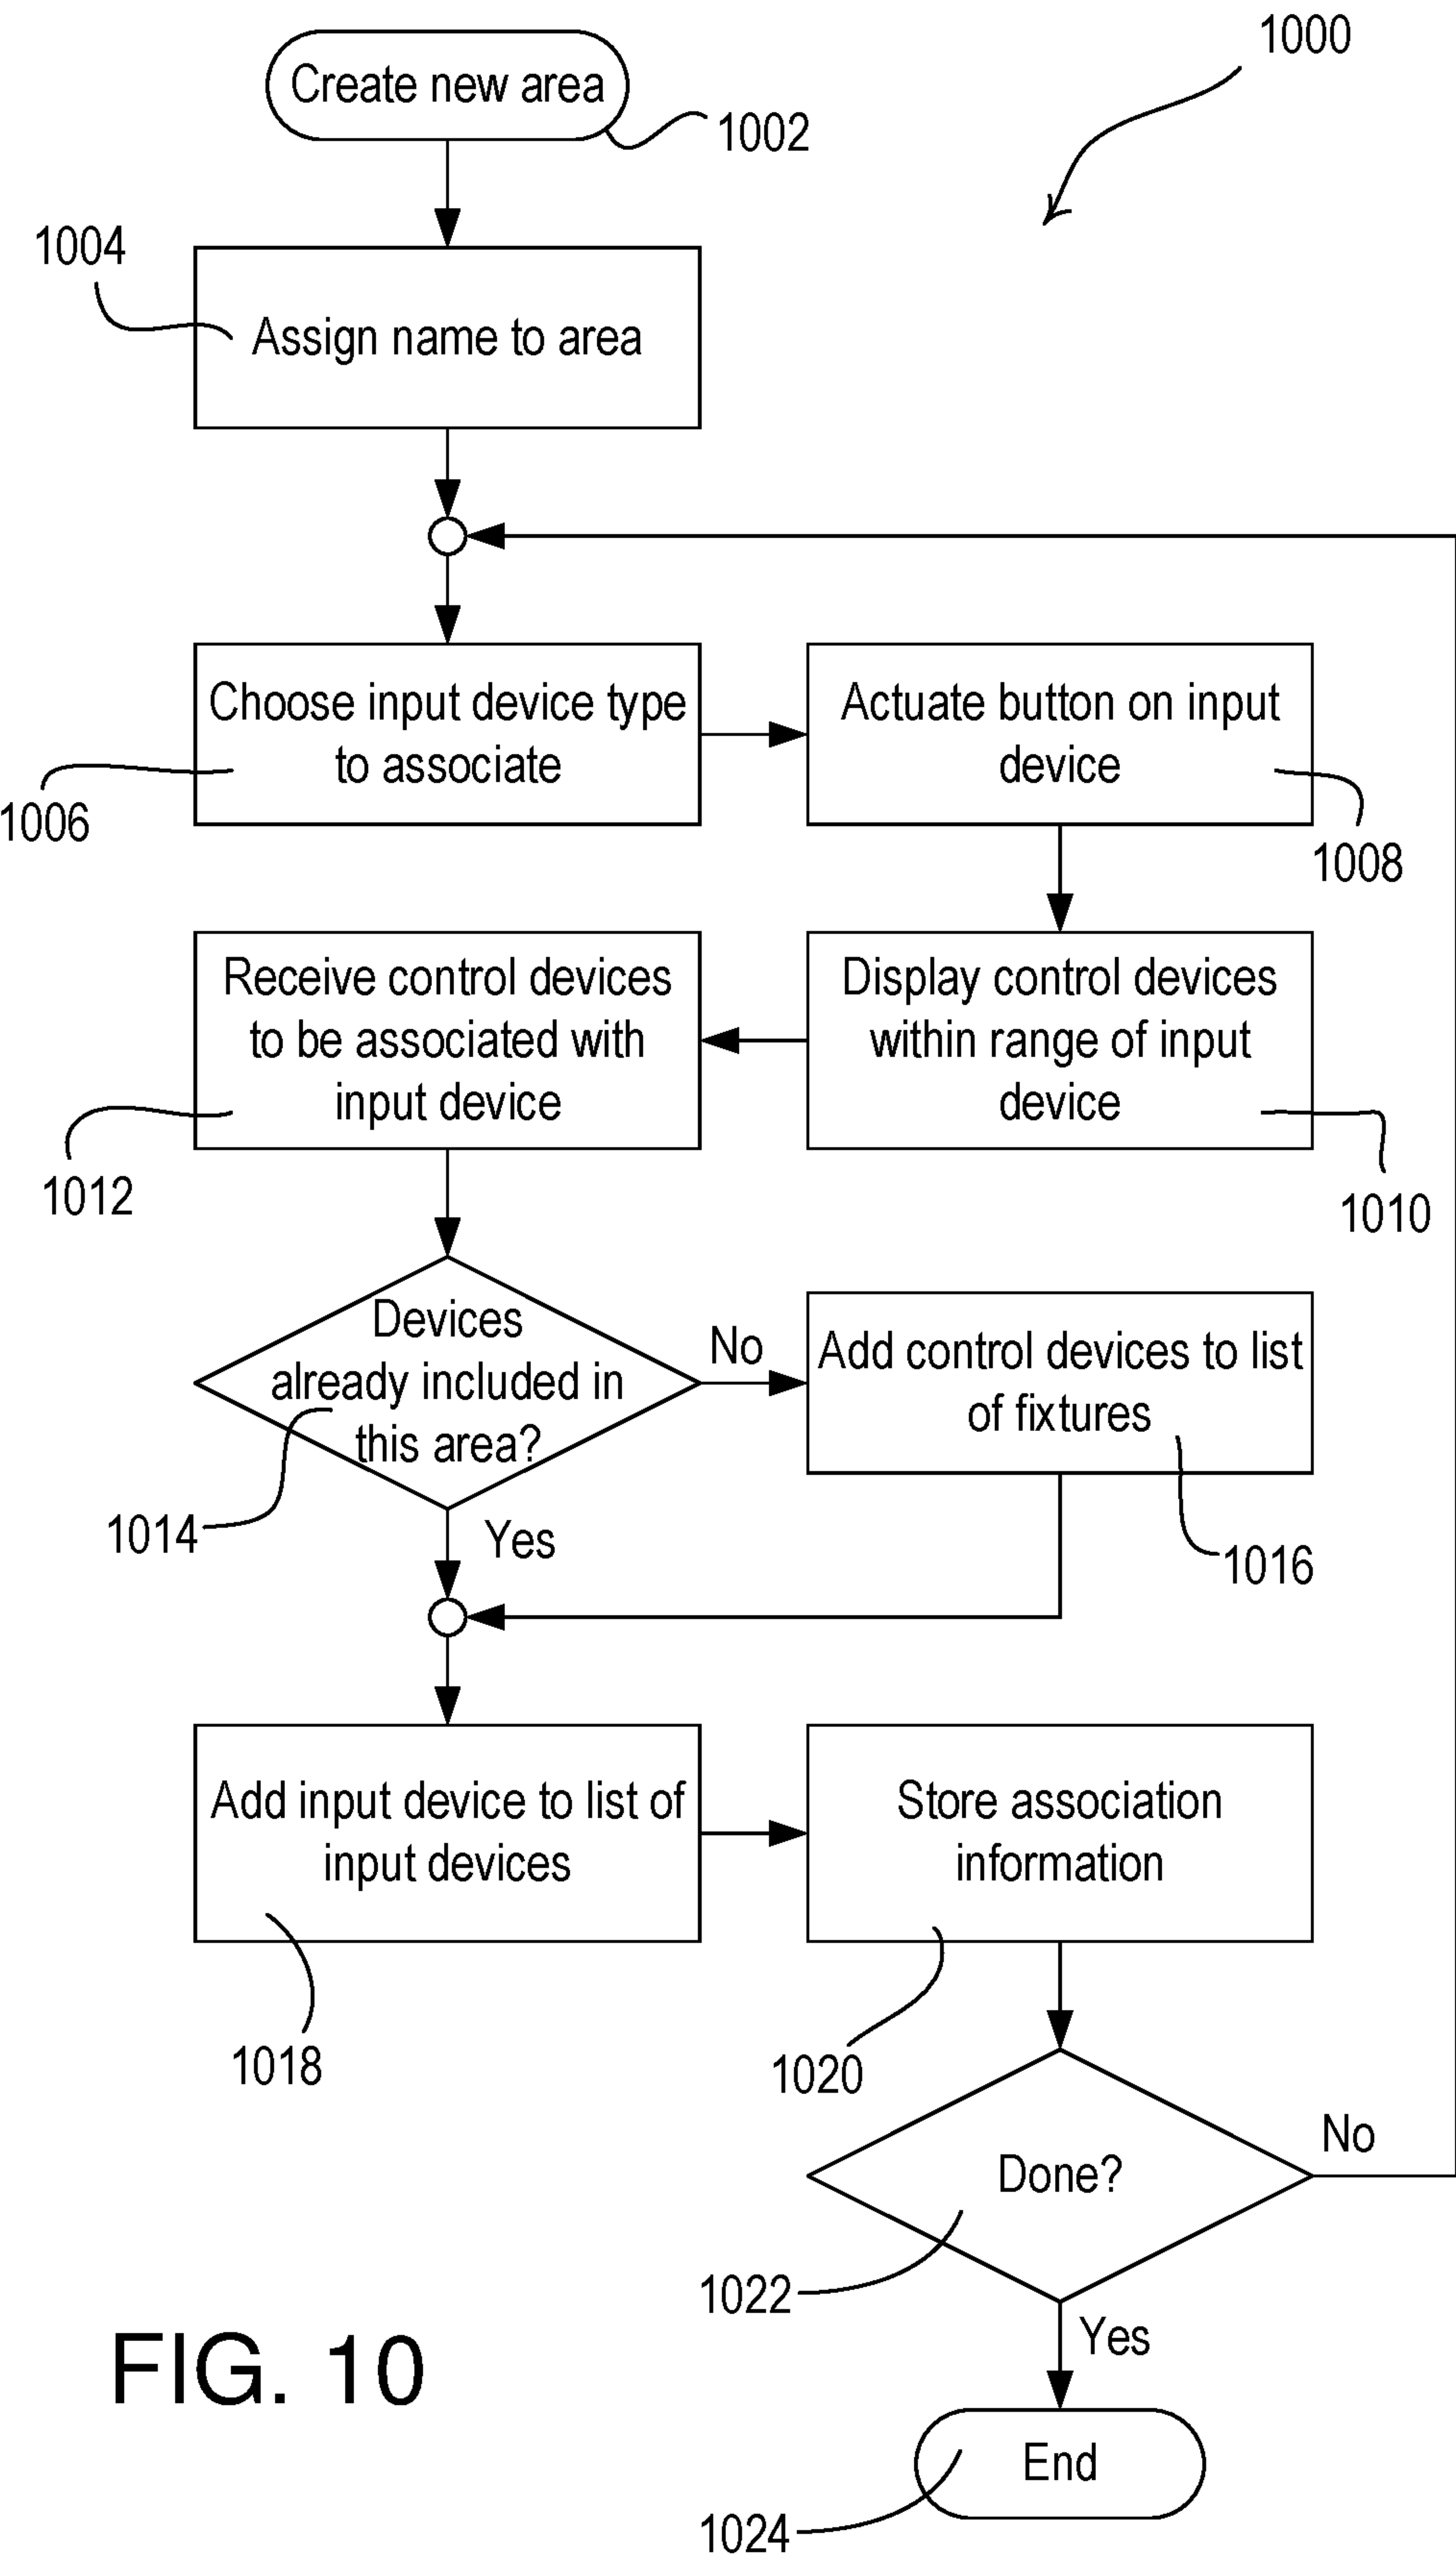 1000
Create new area
1002
1004
Assign name to area
Choose input device type
to associate
1006
Actuate button on input
device
1008
Receive control devices
to be associated with
input device
1012
Display control devices
within range of input
device
1010
Devices
already included in
this area?
1014
No
Yes
Add control devices to list
of fixtures
1016
Add input device to list of
input devices
1018
Store association
information
1020
Done?
1022
No
Yes
End
1024
FIG. 10